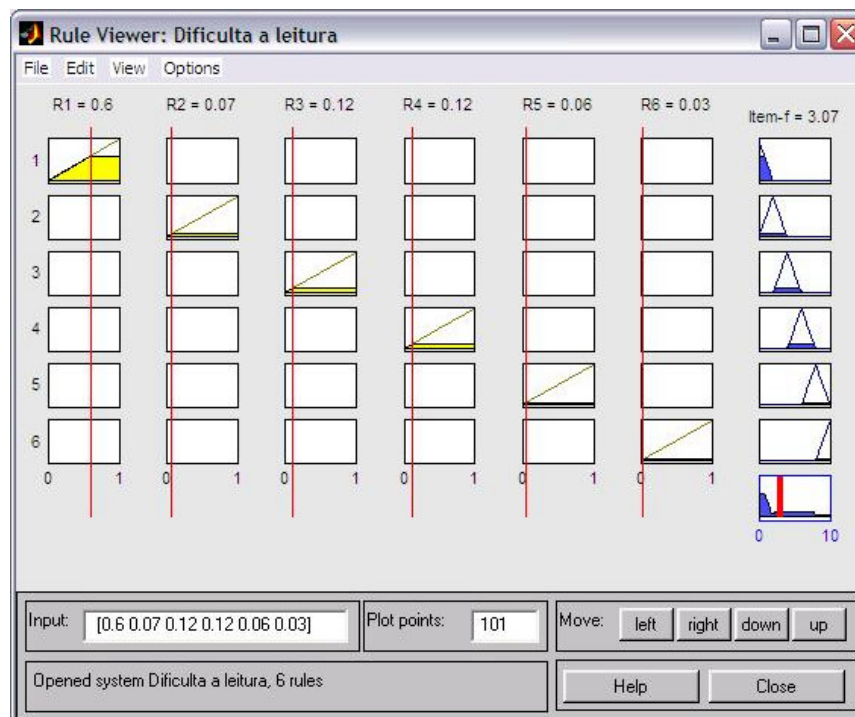 Rule Viewer: Dificulta a leitura
File Edit View Options
R1 = 0.6 R2 = 0.07 R3 = 0.12 R4 = 0.12 R5 = 0.06 R6 = 0.03 Item-f = 3.07
1
2
3
4
5
6
0 1 0 1 0 1 0 1 0 1 0 1
0 10
Input: [0.6 0.07 0.12 0.12 0.06 0.03] Plot points: 101 Move: left right down up
Opened system Dificulta a leitura, 6 rules Help Close